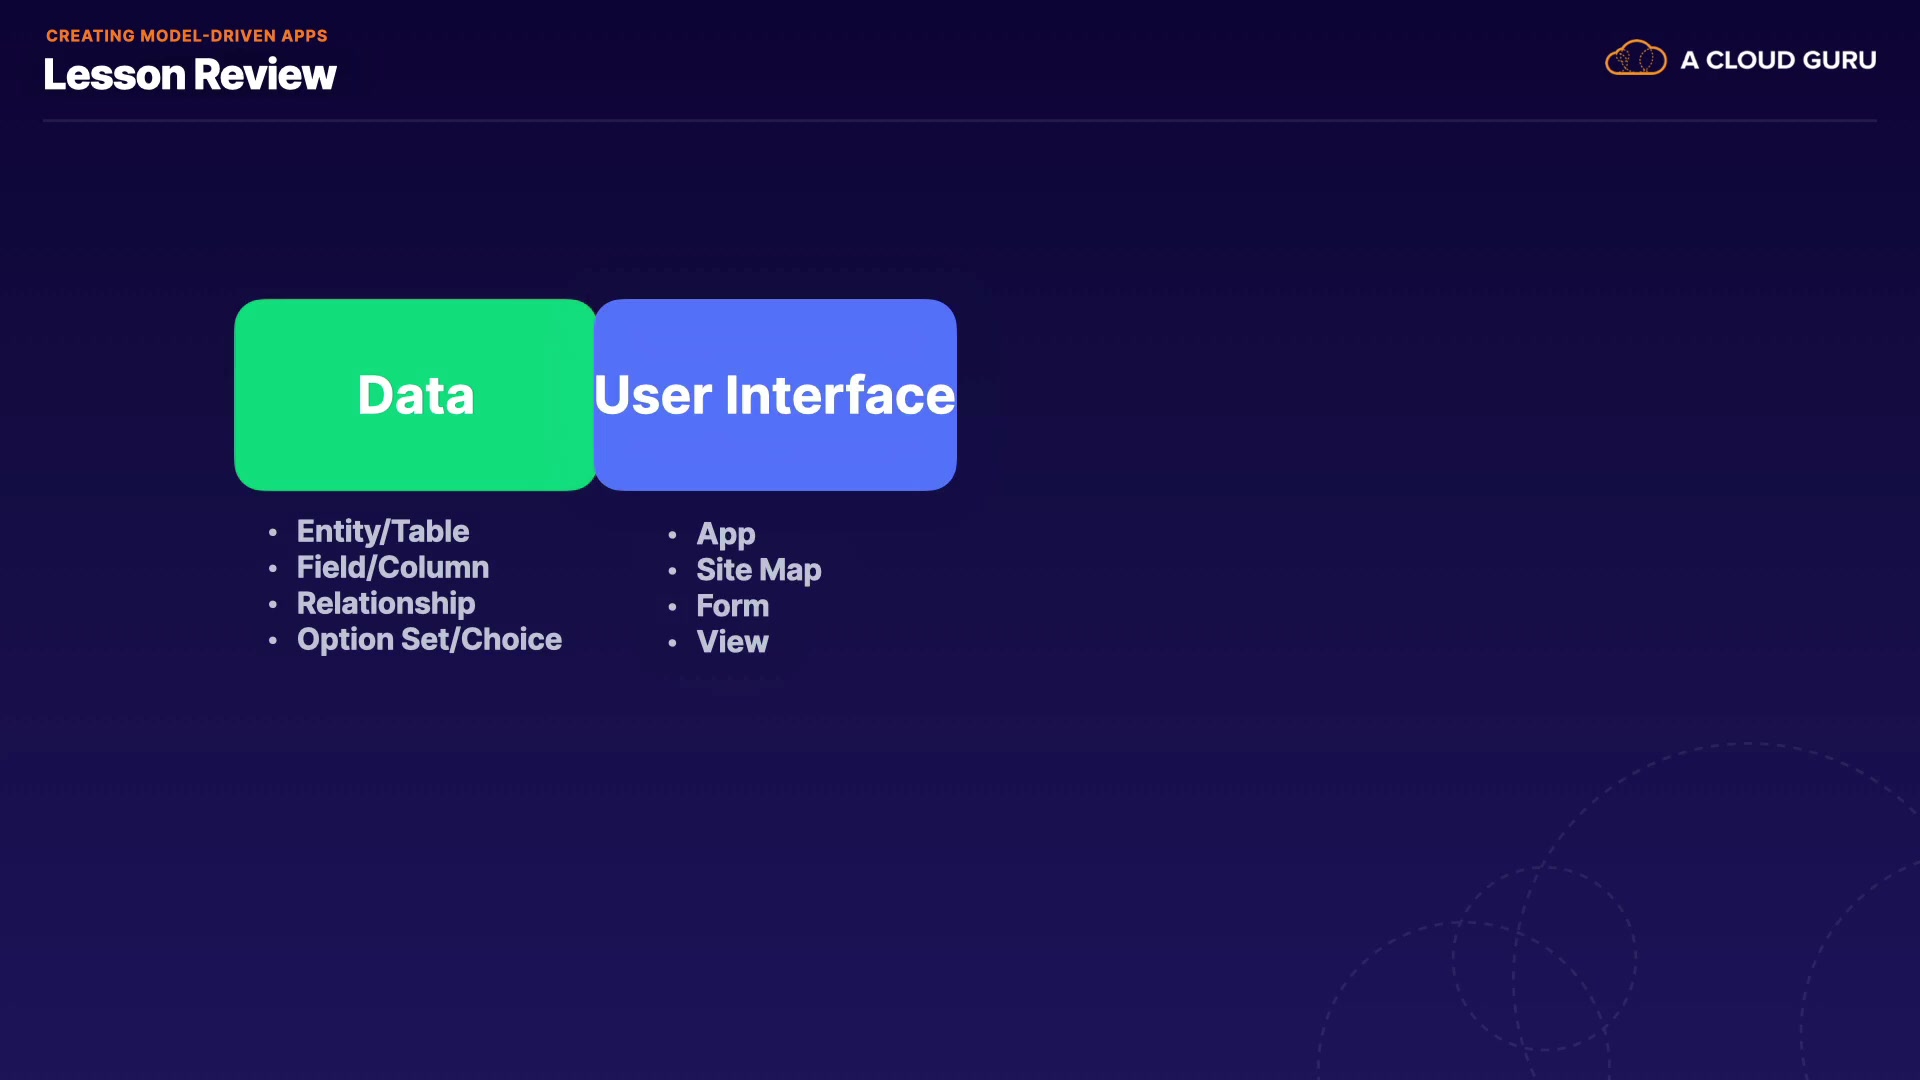 CREATING MODEL-DRIVEN APPS
Lesson Review
A CLOUD GURU
Data
User Interface
• Entity/Table
• Field/Column
• Relationship
• Option Set/Choice
• App
• Site Map
• Form
• View